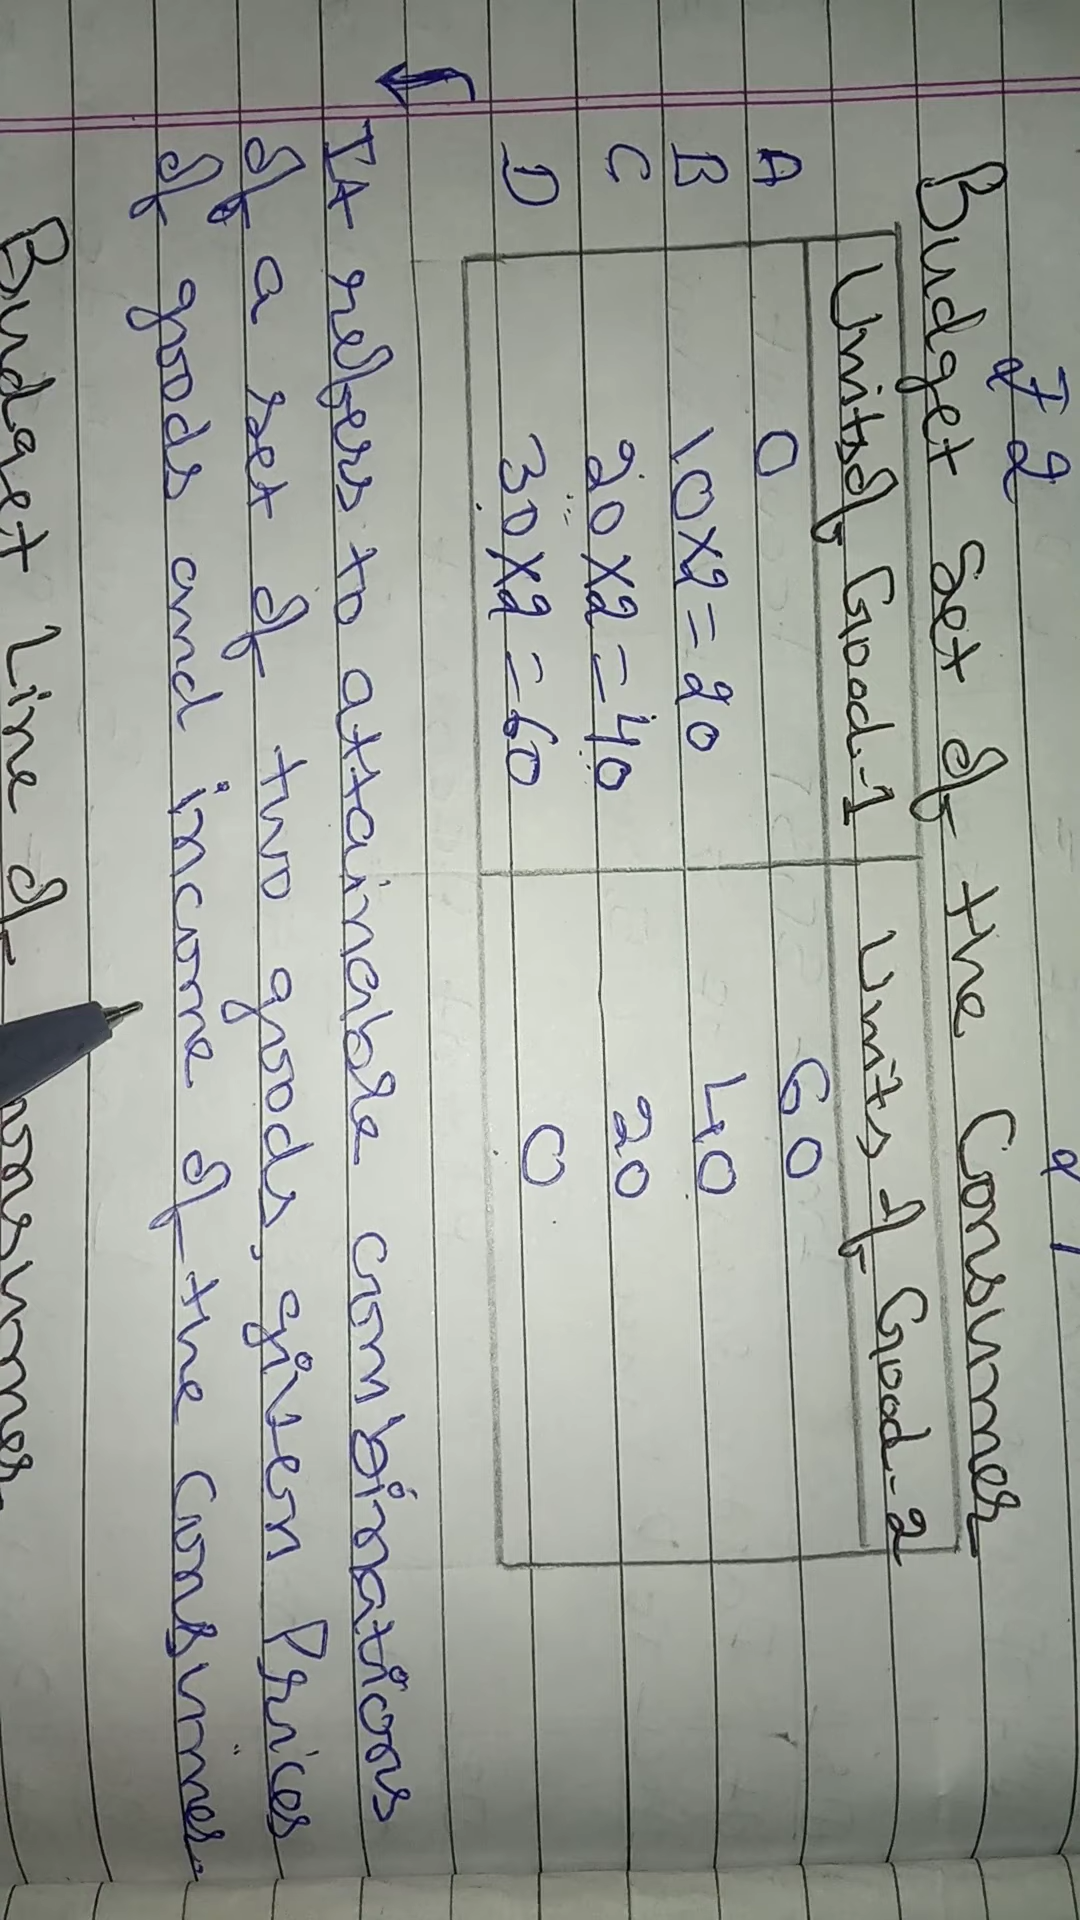 ₹2 ₹1
Budget Set of the Consumer
Units of Good-1 Units of Good-2
A 0 60
B 10×2=20 40
C 20×2=40 20
D 30×2=60 0
It refers to attainable combinations
of a set of two goods, given Prices
of goods and income of the Consumer.
Budget Line of